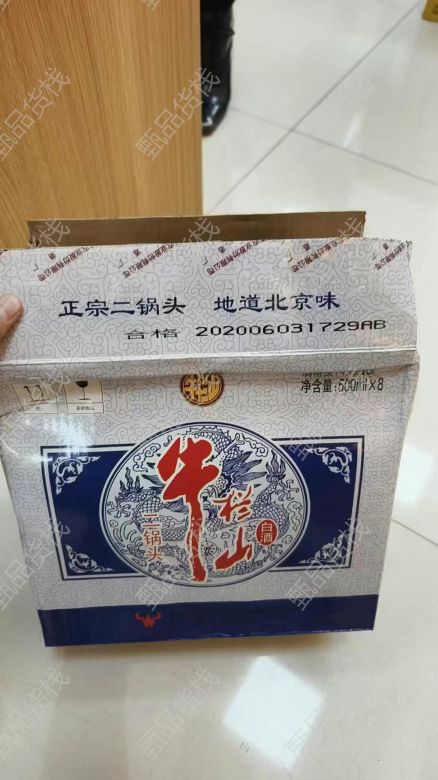 正宗二锅头 地道北京味
合格 202006031729AB
净含量:500ml×8
牛栏山
二锅头
白酒
甄品货栈